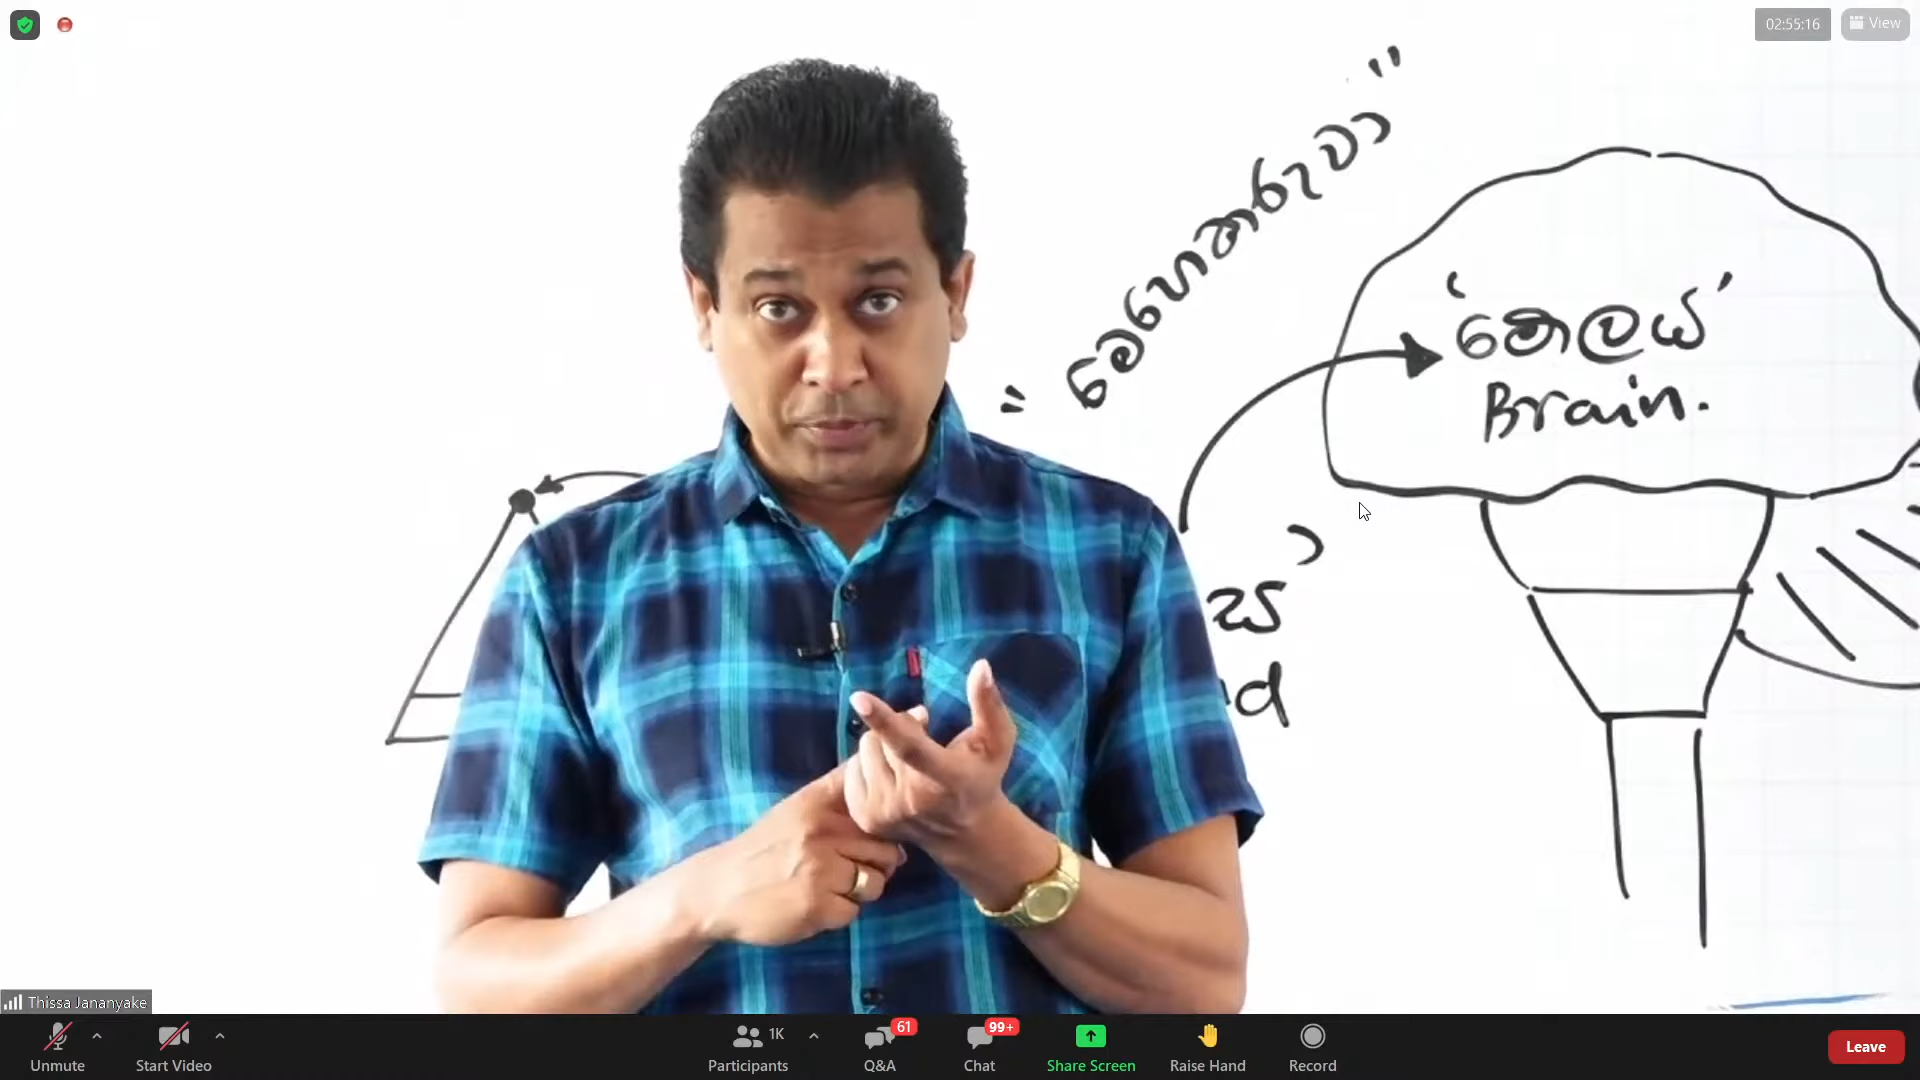 02:55:16
View
"
=
'මොළය'
Brain.
Thissa Jananyake
Unmute
Start Video
1K
Participants
61
Q&A
99+
Chat
Share Screen
Raise Hand
Record
Leave